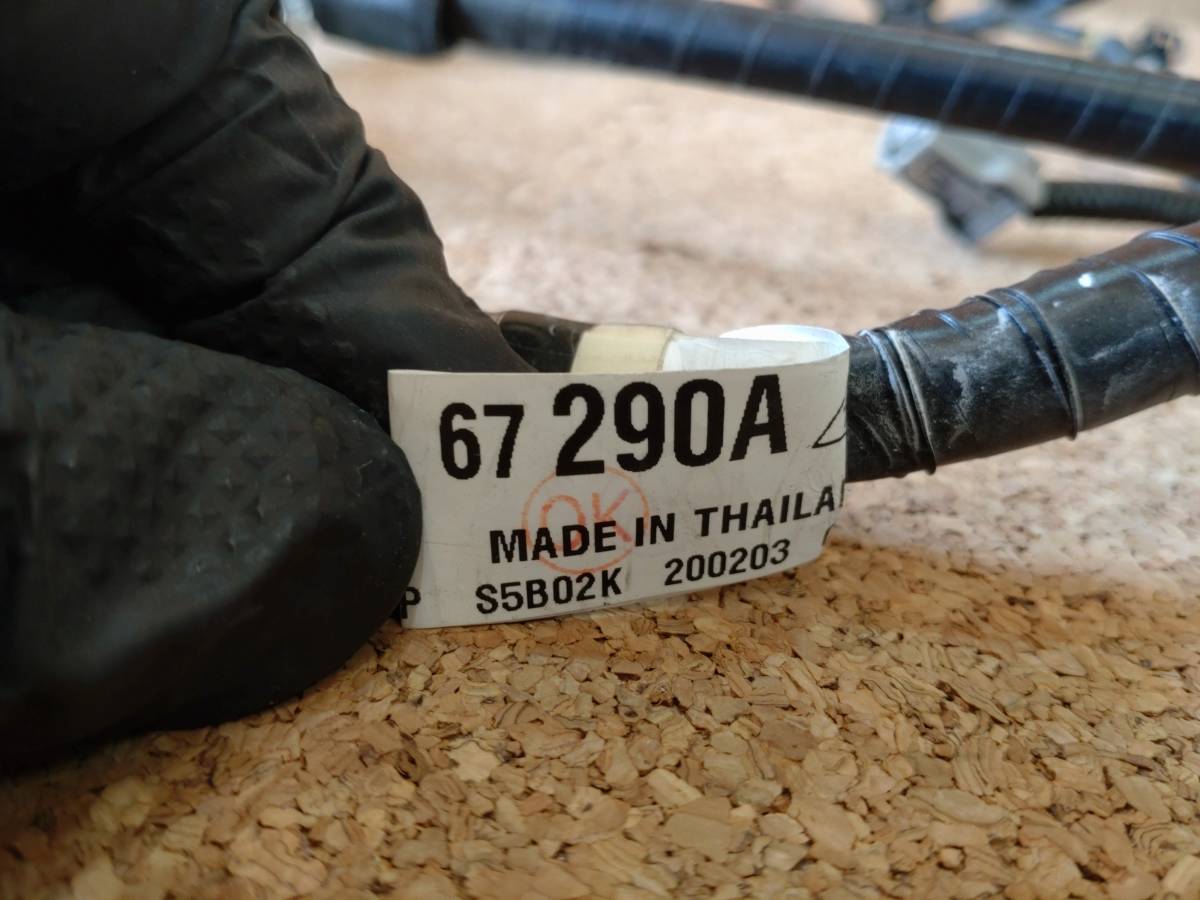 67 290A
OK
MADE IN THAILA
P S5B02K 200203